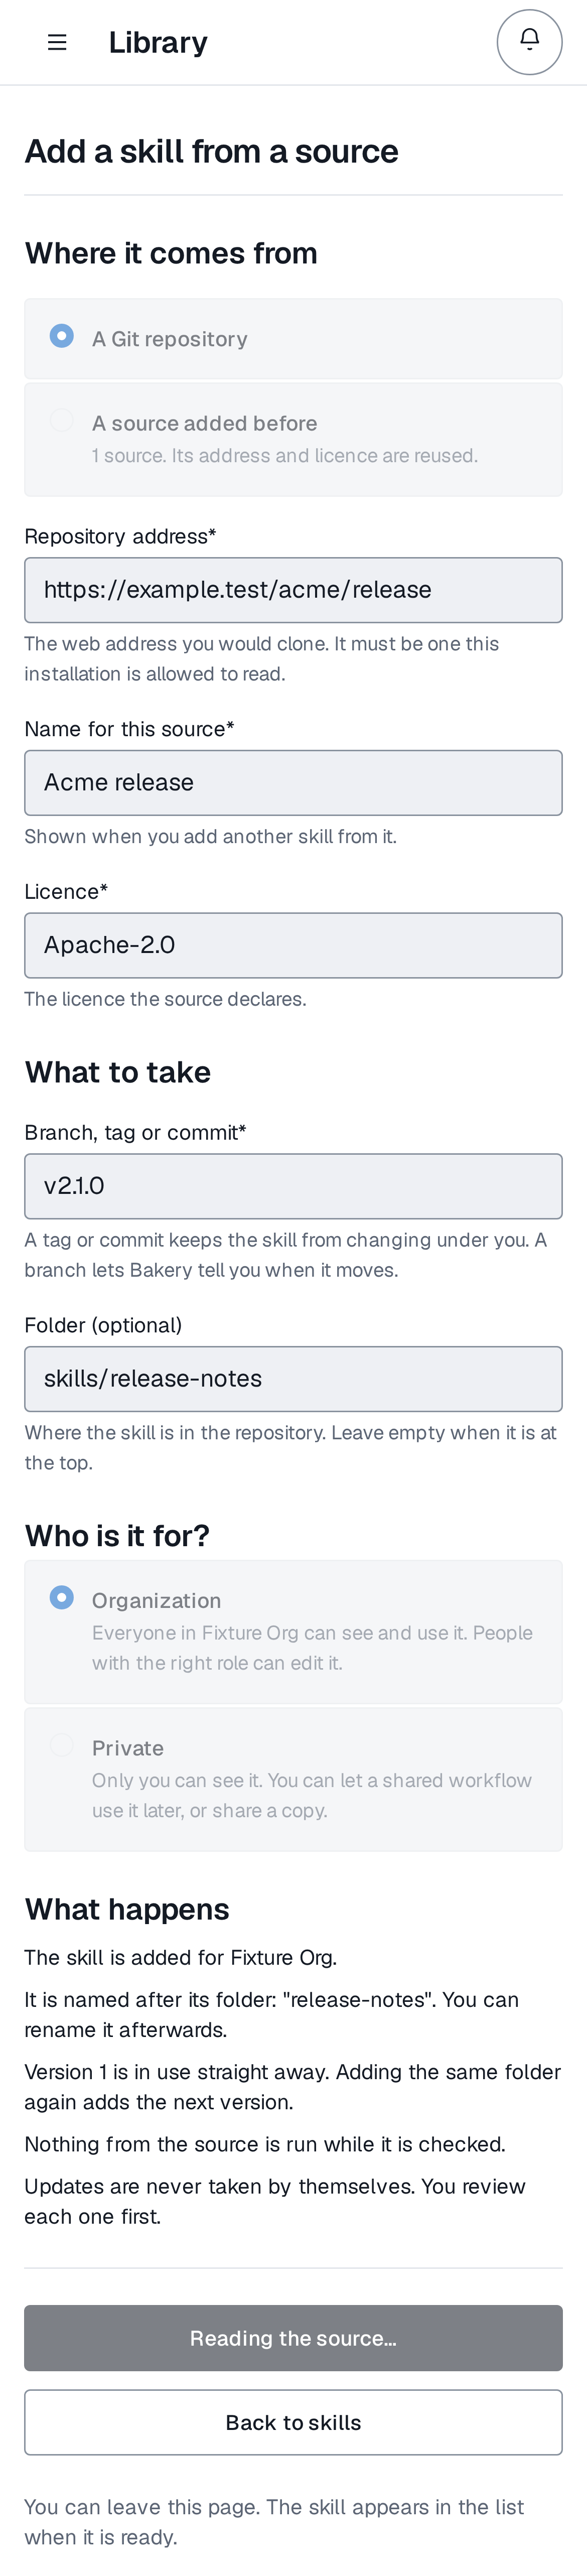 Library
Add a skill from a source
Where it comes from
A Git repository
A source added before
1 source. Its address and licence are reused.
Repository address*
https://example.test/acme/release
The web address you would clone. It must be one this
installation is allowed to read.
Name for this source*
Acme release
Shown when you add another skill from it.
Licence*
Apache-2.0
The licence the source declares.
What to take
Branch, tag or commit*
v2.1.0
A tag or commit keeps the skill from changing under you. A
branch lets Bakery tell you when it moves.
Folder (optional)
skills/release-notes
Where the skill is in the repository. Leave empty when it is at
the top.
Who is it for?
Organization
Everyone in Fixture Org can see and use it. People
with the right role can edit it.
Private
Only you can see it. You can let a shared workflow
use it later, or share a copy.
What happens
The skill is added for Fixture Org.
It is named after its folder: "release-notes". You can
rename it afterwards.
Version 1 is in use straight away. Adding the same folder
again adds the next version.
Nothing from the source is run while it is checked.
Updates are never taken by themselves. You review
each one first.
Reading the source…
Back to skills
You can leave this page. The skill appears in the list
when it is ready.